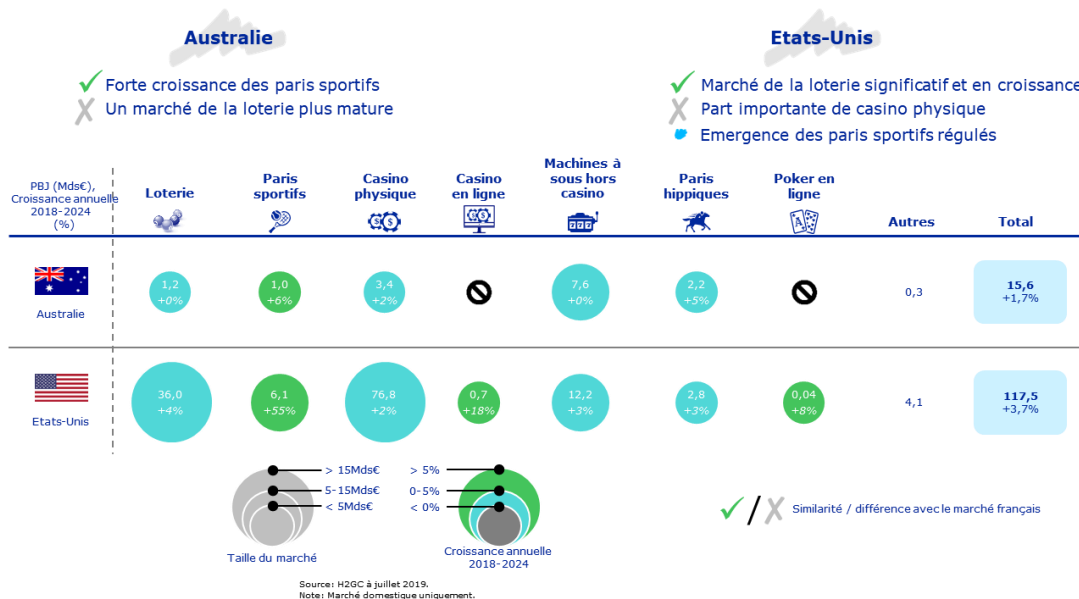 Australie
Forte croissance des paris sportifs
Un marché de la loterie plus mature
Etats-Unis
Marché de la loterie significatif et en croissance
Part importante de casino physique
Emergence des paris sportifs régulés
PBJ (Mds€),
Croissance annuelle
2018-2024
(%)
Loterie
Paris
sportifs
Casino
physique
Casino
en ligne
Machines à
sous hors
casino
Paris
hippiques
Poker en
ligne
Autres
Total
Australie
1,2
+0%
1,0
+6%
3,4
+2%
7,6
+0%
2,2
+5%
0,3
15,6
+1,7%
Etats-Unis
36,0
+4%
6,1
+55%
76,8
+2%
0,7
+18%
12,2
+3%
2,8
+3%
0,04
+8%
4,1
117,5
+3,7%
> 15Mds€
5-15Mds€
< 5Mds€
Taille du marché
> 5%
0-5%
< 0%
Croissance annuelle
2018-2024
/
Similarité / différence avec le marché français
Source: H2GC à juillet 2019.
Note: Marché domestique uniquement.